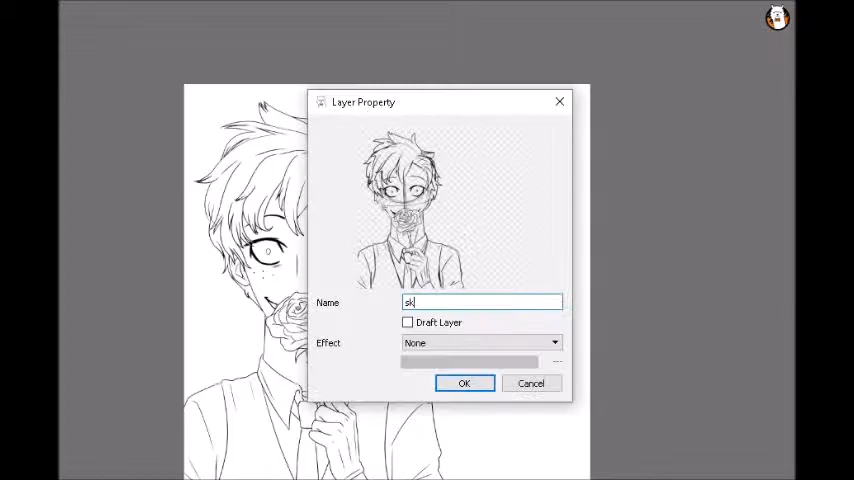 Layer Property
Name
sk
Draft Layer
Effect
None
OK
Cancel